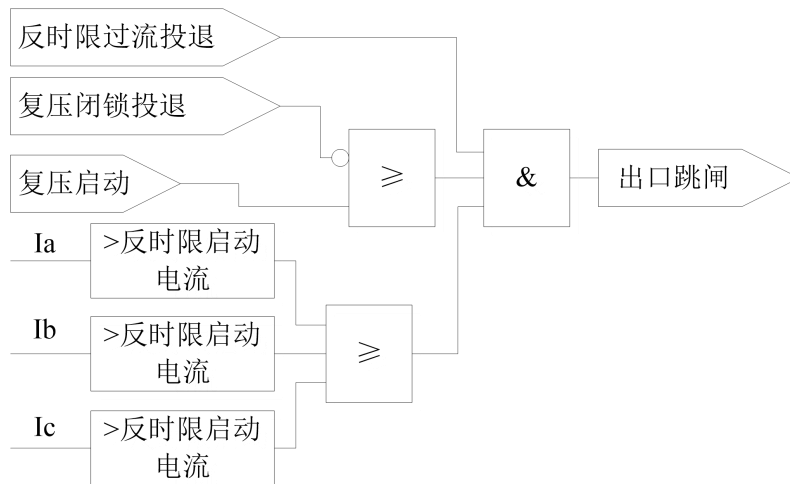 反时限过流投退
复压闭锁投退
复压启动
≥
&
出口跳闸
Ia
>反时限启动
电流
Ib
>反时限启动
电流
≥
Ic
>反时限启动
电流